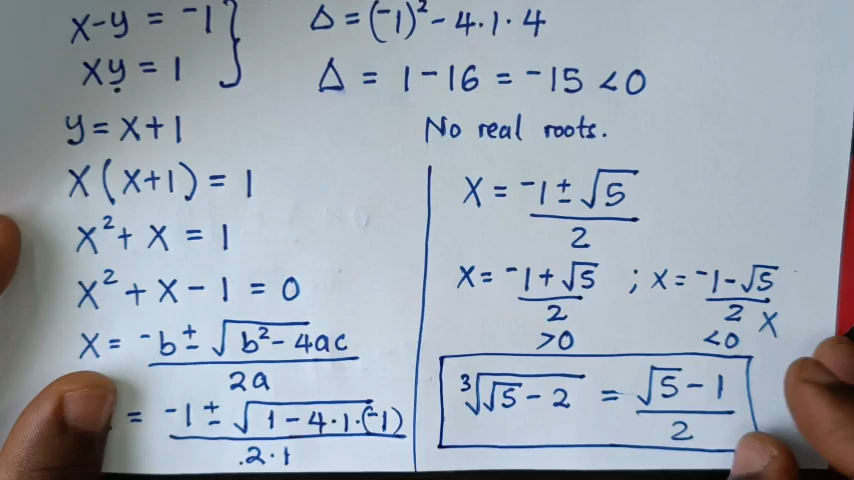 x-y = ⁻1 }
xy = 1
y = x+1
x(x+1) = 1
x² + x = 1
x² + x - 1 = 0
x = ⁻b ± √(b² - 4ac) / 2a
= ⁻1 ± √(1 - 4·1·(⁻1)) / 2·1
Δ = (⁻1)² - 4·1·4
Δ = 1 - 16 = ⁻15 < 0
No real roots.
x = ⁻1 ± √5 / 2
x = ⁻1 + √5 / 2 ; x = ⁻1 - √5 / 2 X
>0 <0
³√(√5 - 2) = √5 - 1 / 2